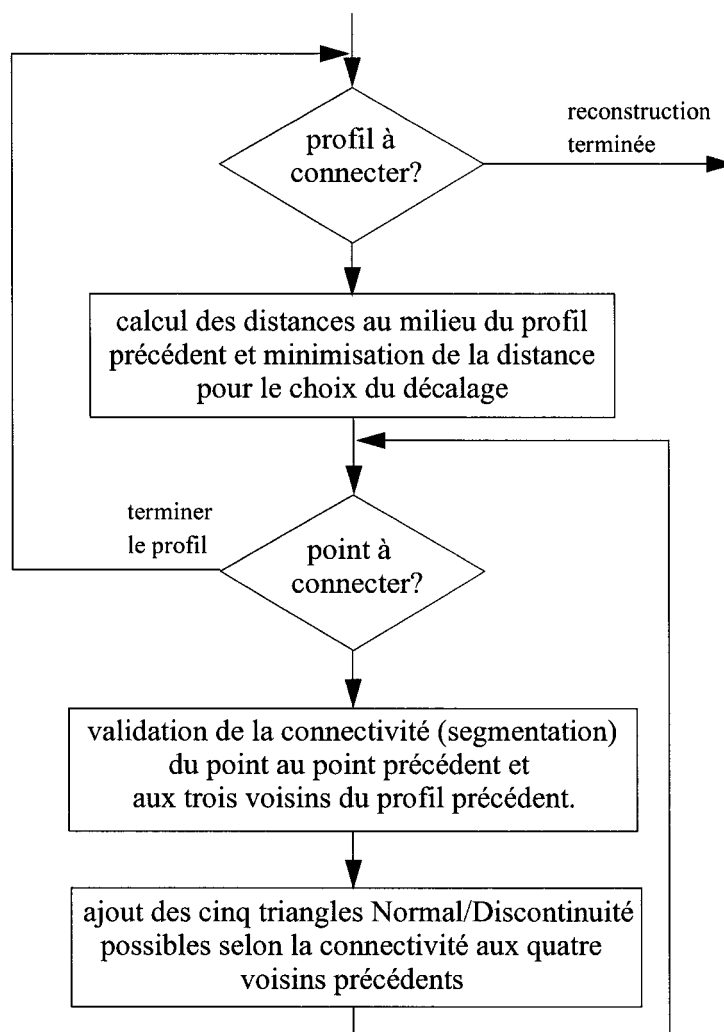 profil à
connecter?
reconstruction
terminée
calcul des distances au milieu du profil
précédent et minimisation de la distance
pour le choix du décalage
terminer
le profil
point à
connecter?
validation de la connectivité (segmentation)
du point au point précédent et
aux trois voisins du profil précédent.
ajout des cinq triangles Normal/Discontinuité
possibles selon la connectivité aux quatre
voisins précédents